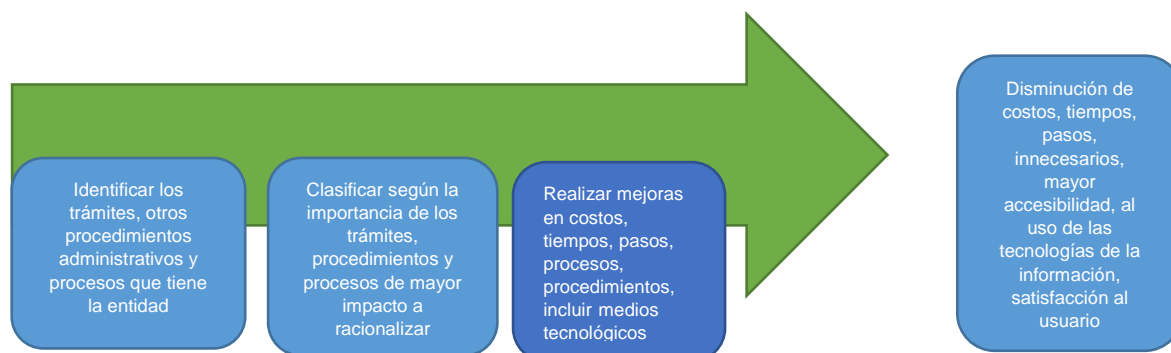 Identificar los
trámites, otros
procedimientos
administrativos y
procesos que tiene
la entidad
Clasificar según la
importancia de los
trámites,
procedimientos y
procesos de mayor
impacto a
racionalizar
Realizar mejoras
en costos,
tiempos, pasos,
procesos,
procedimientos,
incluir medios
tecnológicos
Disminución de
costos, tiempos,
pasos,
innecesarios,
mayor
accesibilidad, al
uso de las
tecnologías de la
información,
satisfacción al
usuario